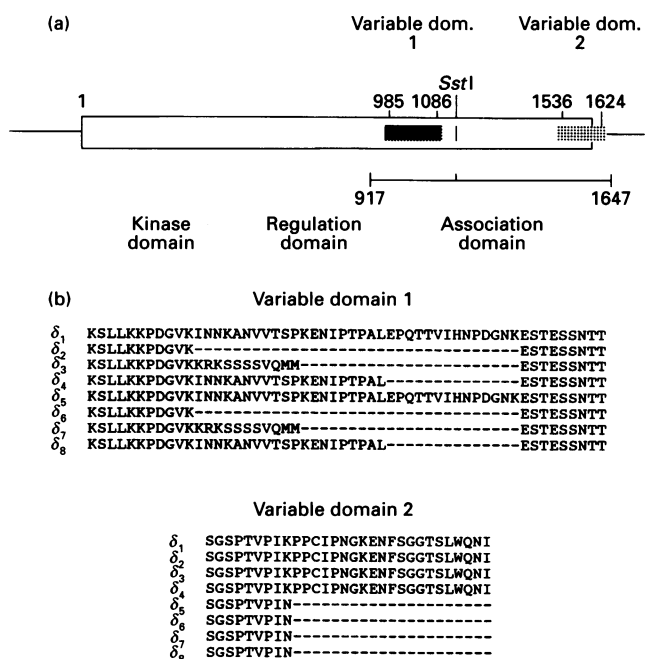 (a)
Variable dom. 1
Variable dom. 2
SstI
1
985 1086
1536 1624
917
1647
Kinase domain
Regulation domain
Association domain
(b)
Variable domain 1
δ1 KSLLKKPDGVKINNKANVVTSPKENIPTPALEPQTTVIHNPDGNKESTESSNTT
δ2 KSLLKKPDGVK----------------------------------ESTESSNTT
δ3 KSLLKKPDGVKKRKSSSSVQMM-----------------------ESTESSNTT
δ4 KSLLKKPDGVKINNKANVVTSPKENIPTPAL--------------ESTESSNTT
δ5 KSLLKKPDGVKINNKANVVTSPKENIPTPALEPQTTVIHNPDGNKESTESSNTT
δ6 KSLLKKPDGVK----------------------------------ESTESSNTT
δ7 KSLLKKPDGVKKRKSSSSVQMM-----------------------ESTESSNTT
δ8 KSLLKKPDGVKINNKANVVTSPKENIPTPAL--------------ESTESSNTT
Variable domain 2
δ1 SGSPTVPIKPPCIPNGKENFSGGTSLWQNI
δ2 SGSPTVPIKPPCIPNGKENFSGGTSLWQNI
δ3 SGSPTVPIKPPCIPNGKENFSGGTSLWQNI
δ4 SGSPTVPIKPPCIPNGKENFSGGTSLWQNI
δ5 SGSPTVPIN---------------------
δ6 SGSPTVPIN---------------------
δ7 SGSPTVPIN---------------------
δ8 SGSPTVPIN---------------------